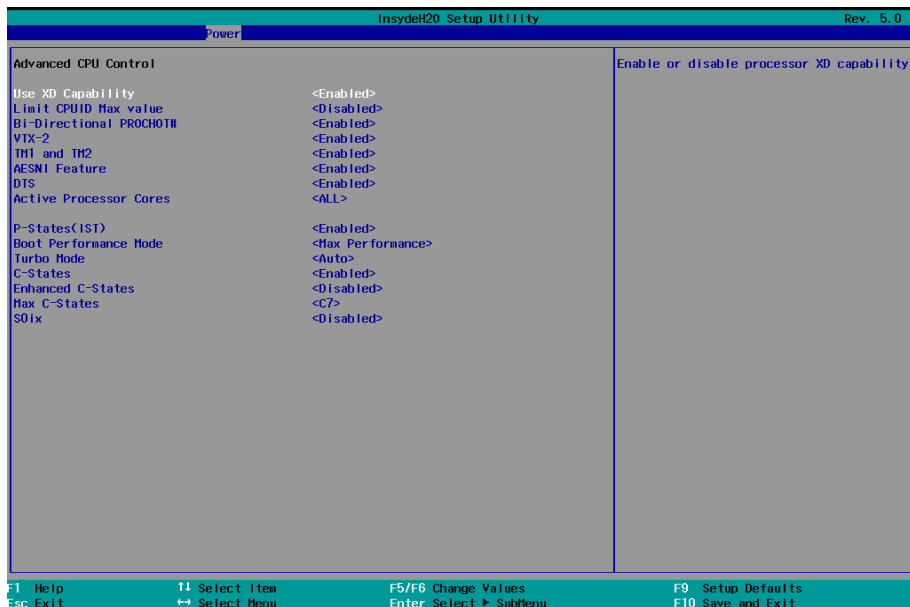 InsydeH2O Setup Utility Rev. 5.0
Power
Advanced CPU Control
Enable or disable processor XD capability
Use XD Capability <Enabled>
Limit CPUID Max value <Disabled>
Bi-Directional PROCHOT# <Enabled>
VTX-2 <Enabled>
TM1 and TM2 <Enabled>
AESNI Feature <Enabled>
DTS <Enabled>
Active Processor Cores <ALL>
P-States(IST) <Enabled>
Boot Performance Mode <Max Performance>
Turbo Mode <Auto>
C-States <Enabled>
Enhanced C-States <Disabled>
Max C-States <C7>
S0ix <Disabled>
F1 Help ↑↓ Select Item F5/F6 Change Values F9 Setup Defaults
Esc Exit ↔ Select Menu Enter Select ▶ SubMenu F10 Save and Exit